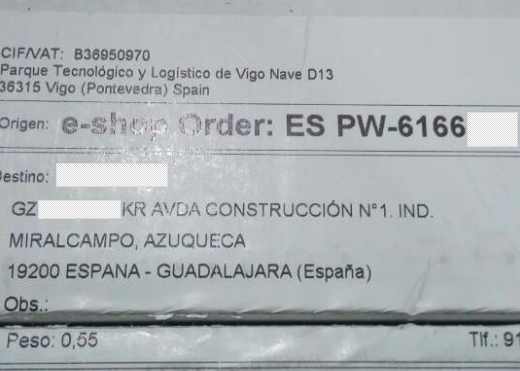 CIF/VAT: B36950970
Parque Tecnológico y Logístico de Vigo Nave D13
36315 Vigo (Pontevedra) Spain
Origen: e-shop Order: ES PW-6166
Destino:
GZ KR AVDA CONSTRUCCIÓN Nº1. IND.
MIRALCAMPO, AZUQUECA
19200 ESPANA - GUADALAJARA (España)
Obs.:
Peso: 0,55 Tlf.: 91